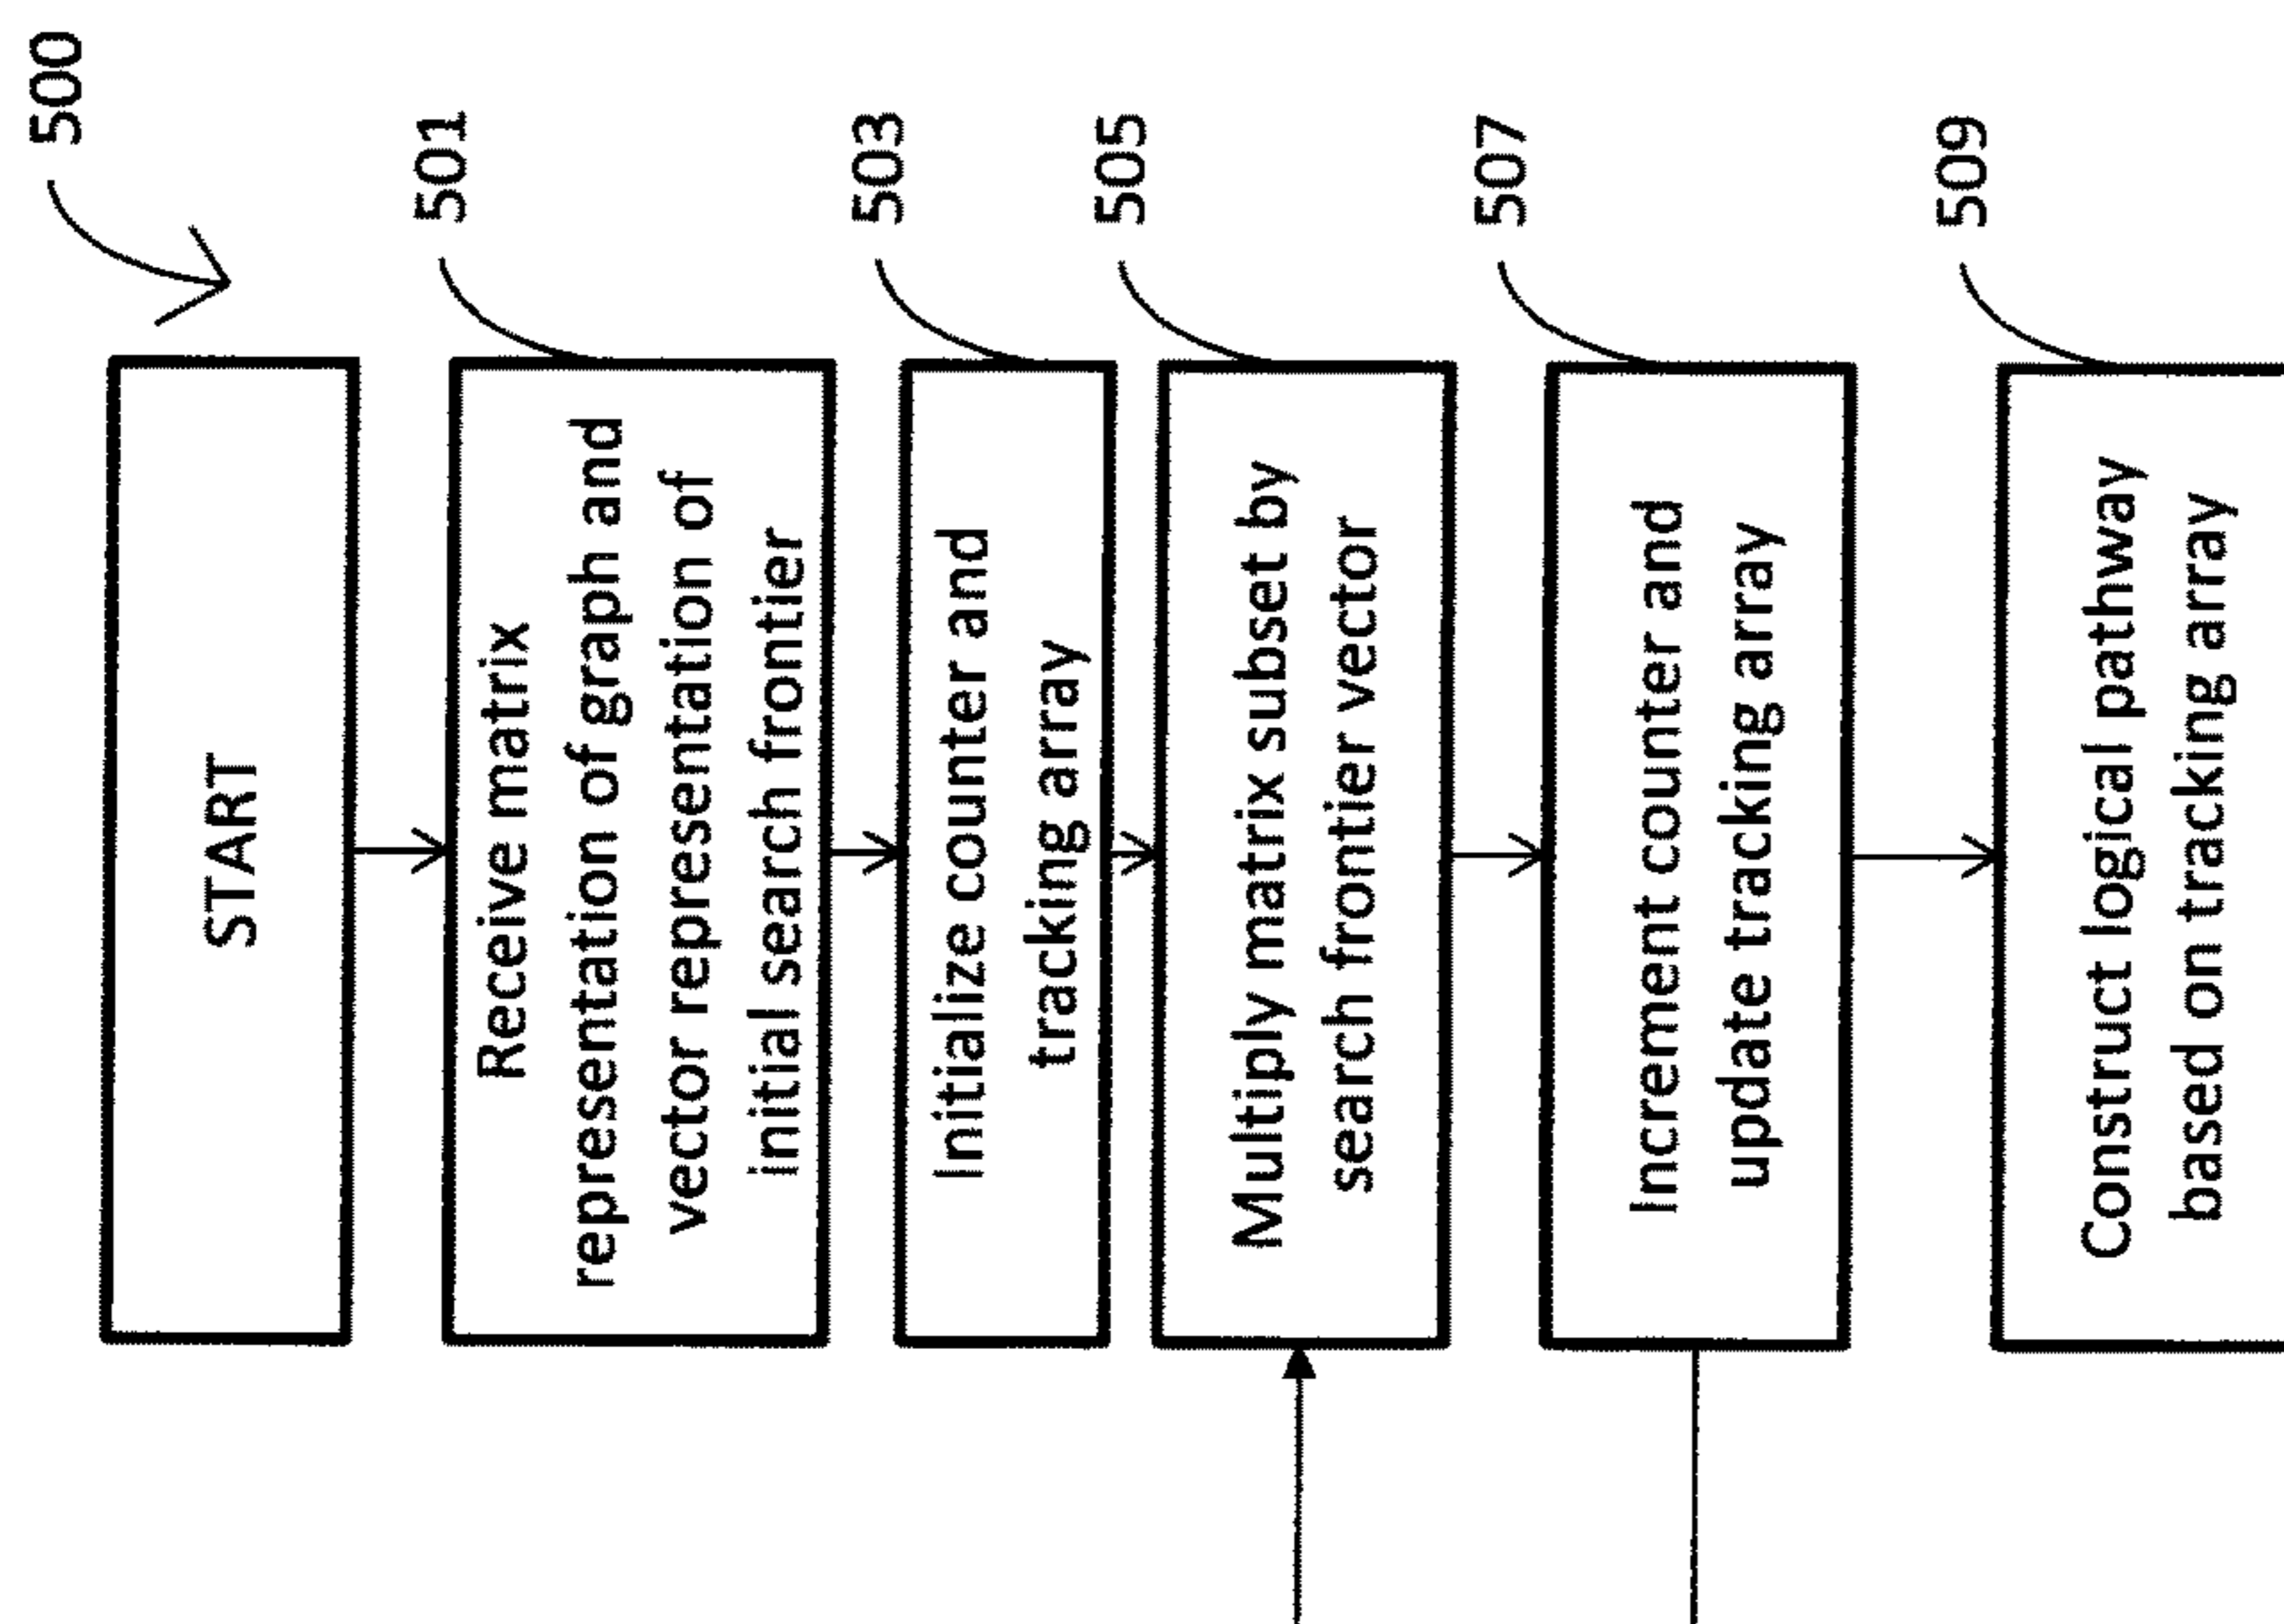 500
START
501
Receive matrix
representation of graph and
vector representation of
initial search frontier
503
Initialize counter and
tracking array
505
Multiply matrix subset by
search frontier vector
507
Increment counter and
update tracking array
509
Construct logical pathway
based on tracking array